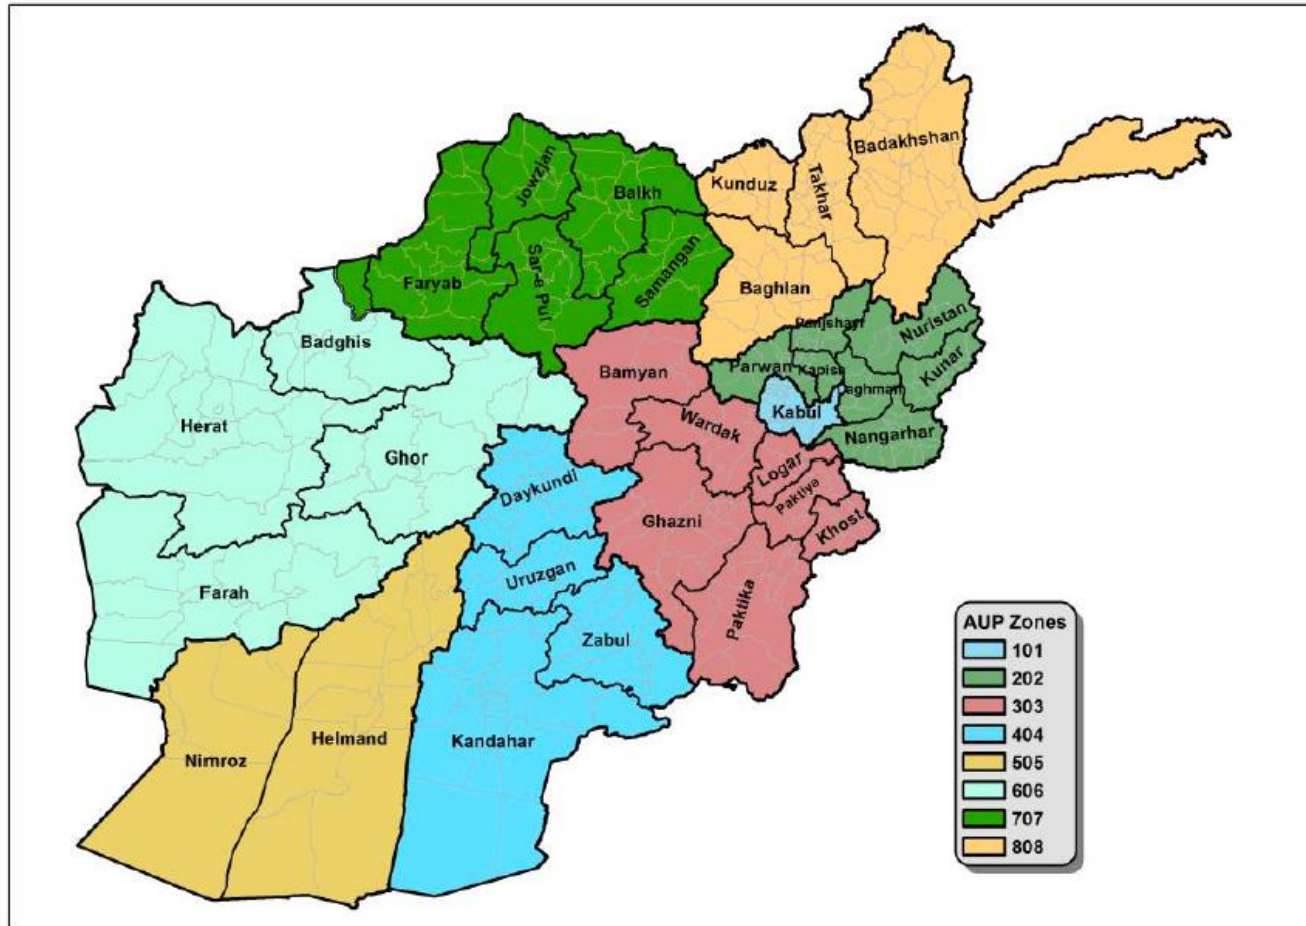 Badakhshan
Kunduz
Takhar
Jowzjan
Balkh
Samangan
Sar-e Pul
Faryab
Baghlan
Badghis
Panjsharf
Nuristan
Kunar
Parwan
Kapisa
Laghman
Kabul
Nangarhar
Bamyan
Wardak
Logar
Paktiya
Khost
Herat
Ghor
Daykundi
Ghazni
Farah
Uruzgan
Zabul
Paktika
Nimroz
Helmand
Kandahar
AUP Zones
101
202
303
404
505
606
707
808